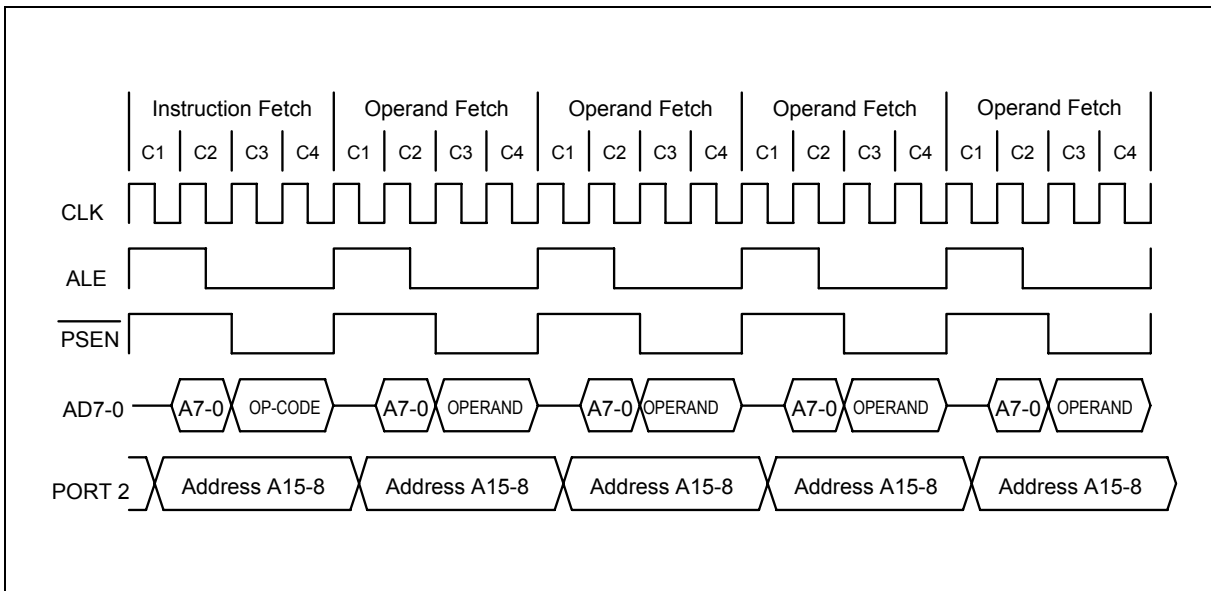 Instruction Fetch Operand Fetch Operand Fetch Operand Fetch Operand Fetch
C1 C2 C3 C4 C1 C2 C3 C4 C1 C2 C3 C4 C1 C2 C3 C4 C1 C2 C3 C4
CLK
ALE
PSEN
AD7-0 A7-0 OP-CODE A7-0 OPERAND A7-0 OPERAND A7-0 OPERAND A7-0 OPERAND
PORT 2 Address A15-8 Address A15-8 Address A15-8 Address A15-8 Address A15-8